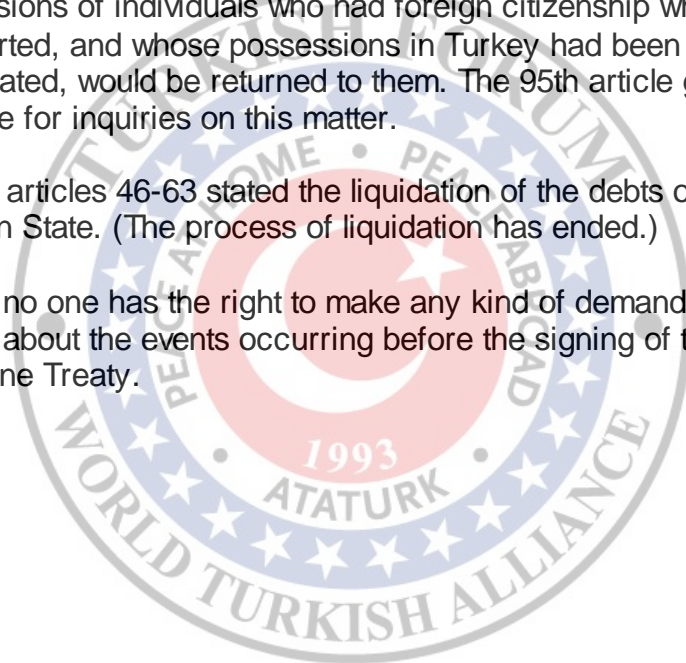 sions of individuals who had foreign citizenship w
rted, and whose possessions in Turkey had been
ated, would be returned to them. The 95th article
e for inquiries on this matter.
articles 46-63 stated the liquidation of the debts o
n State. (The process of liquidation has ended.)
no one has the right to make any kind of demand
about the events occurring before the signing of t
ne Treaty.
TURKISH FORUM
PEACE AT HOME • PEACE ABROAD
1993
• ATATURK •
WORLD TURKISH ALLIANCE